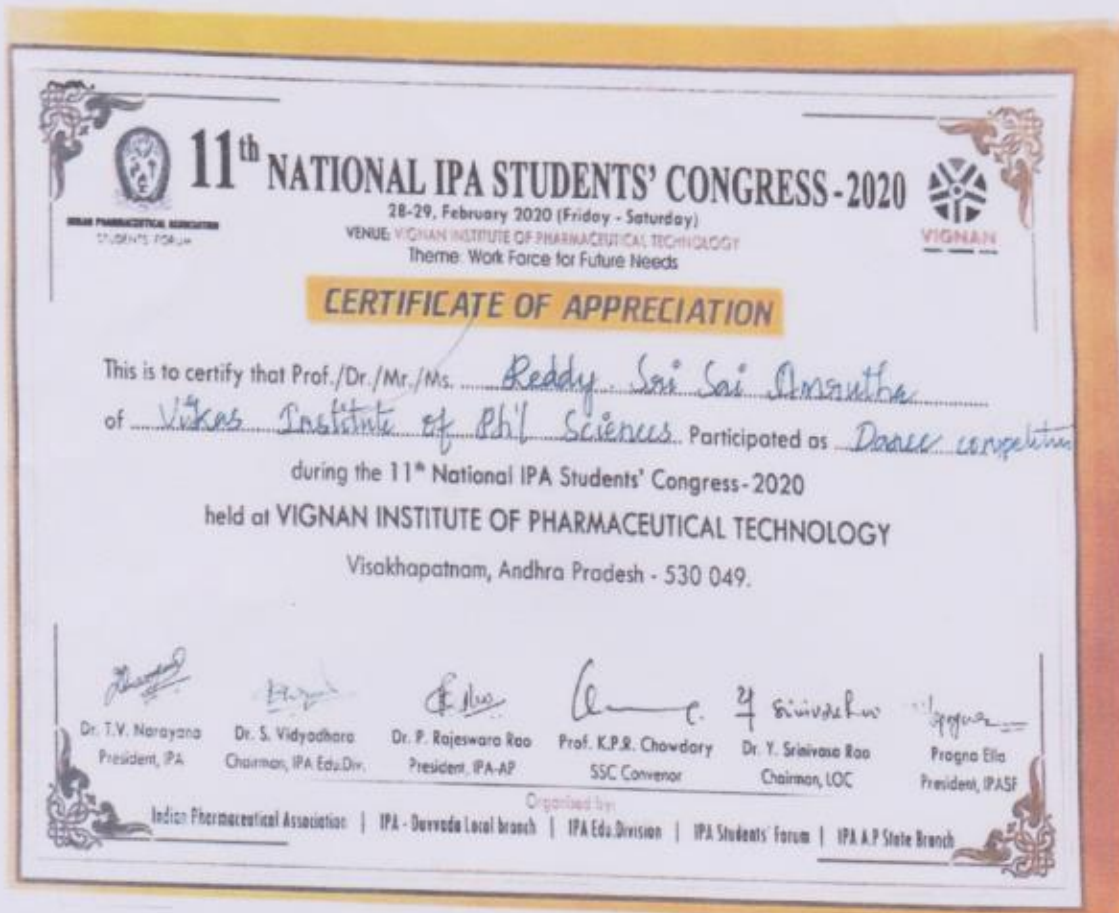 11th NATIONAL IPA STUDENTS' CONGRESS - 2020
28-29, February 2020 (Friday - Saturday)
VENUE: VIGNAN INSTITUTE OF PHARMACEUTICAL TECHNOLOGY
Theme: Work Force for Future Needs
INDIAN PHARMACEUTICAL ASSOCIATION
STUDENTS' FORUM
VIGNAN
CERTIFICATE OF APPRECIATION
This is to certify that Prof./Dr./Mr./Ms. Reddy. Sri Sai Amrutha
of Vikas Institute of Ph'l Sciences Participated as Dance competition
during the 11th National IPA Students' Congress - 2020
held at VIGNAN INSTITUTE OF PHARMACEUTICAL TECHNOLOGY
Visakhapatnam, Andhra Pradesh - 530 049.
Y Srinivasa Rao
Dr. T.V. Narayana
President, IPA
Dr. S. Vidyadhara
Chairman, IPA Edu.Div.
Dr. P. Rajeswara Rao
President, IPA-AP
Prof. K.P.R. Chowdary
SSC Convenor
Dr. Y. Srinivasa Rao
Chairman, LOC
Pragna Ella
President, IPASF
Organised by:
Indian Pharmaceutical Association | IPA - Duvvada Local branch | IPA Edu.Division | IPA Students' Forum | IPA A.P State Branch